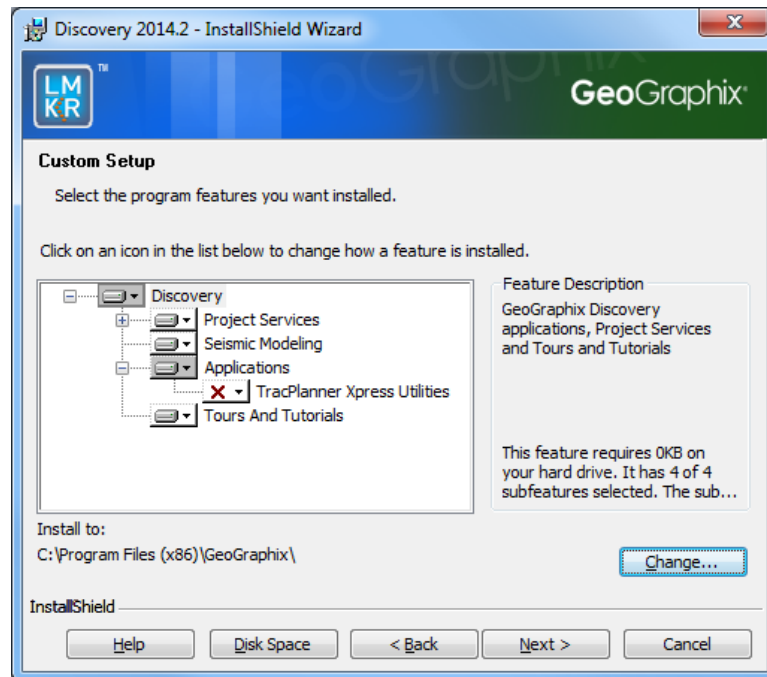 Discovery 2014.2 - InstallShield Wizard
LM
KR
TM
GeoGraphix
GeoGraphix
Custom Setup
Select the program features you want installed.
Click on an icon in the list below to change how a feature is installed.
Discovery
Project Services
Seismic Modeling
Applications
TracPlanner Xpress Utilities
Tours And Tutorials
Feature Description
GeoGraphix Discovery
applications, Project Services
and Tours and Tutorials
This feature requires 0KB on
your hard drive. It has 4 of 4
subfeatures selected. The sub...
Install to:
C:\Program Files (x86)\GeoGraphix\
Change...
InstallShield
Help
Disk Space
< Back
Next >
Cancel